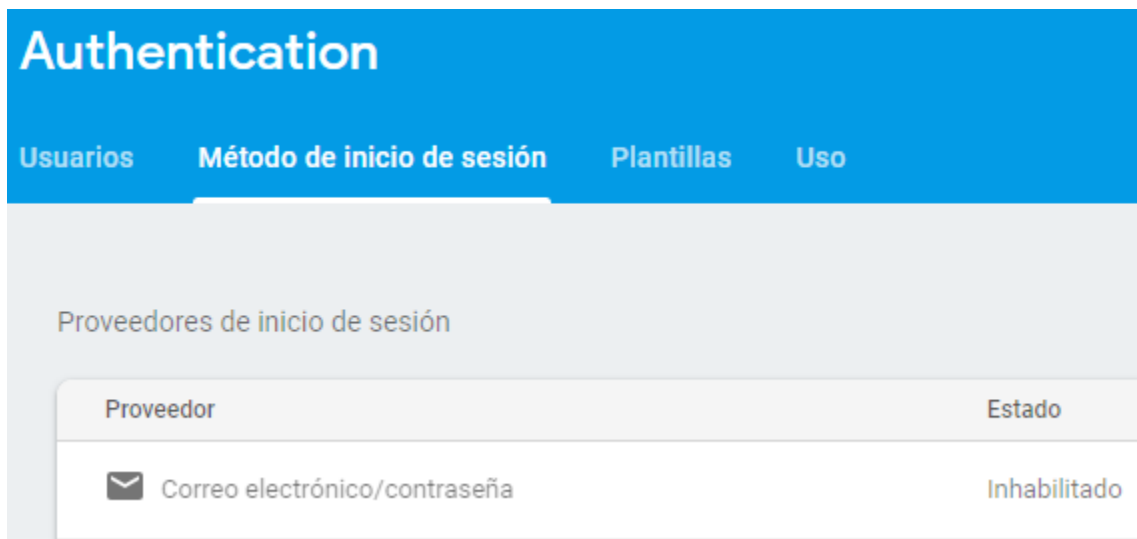 Authentication
Usuarios Método de inicio de sesión Plantillas Uso
Proveedores de inicio de sesión
Proveedor Estado
Correo electrónico/contraseña Inhabilitado